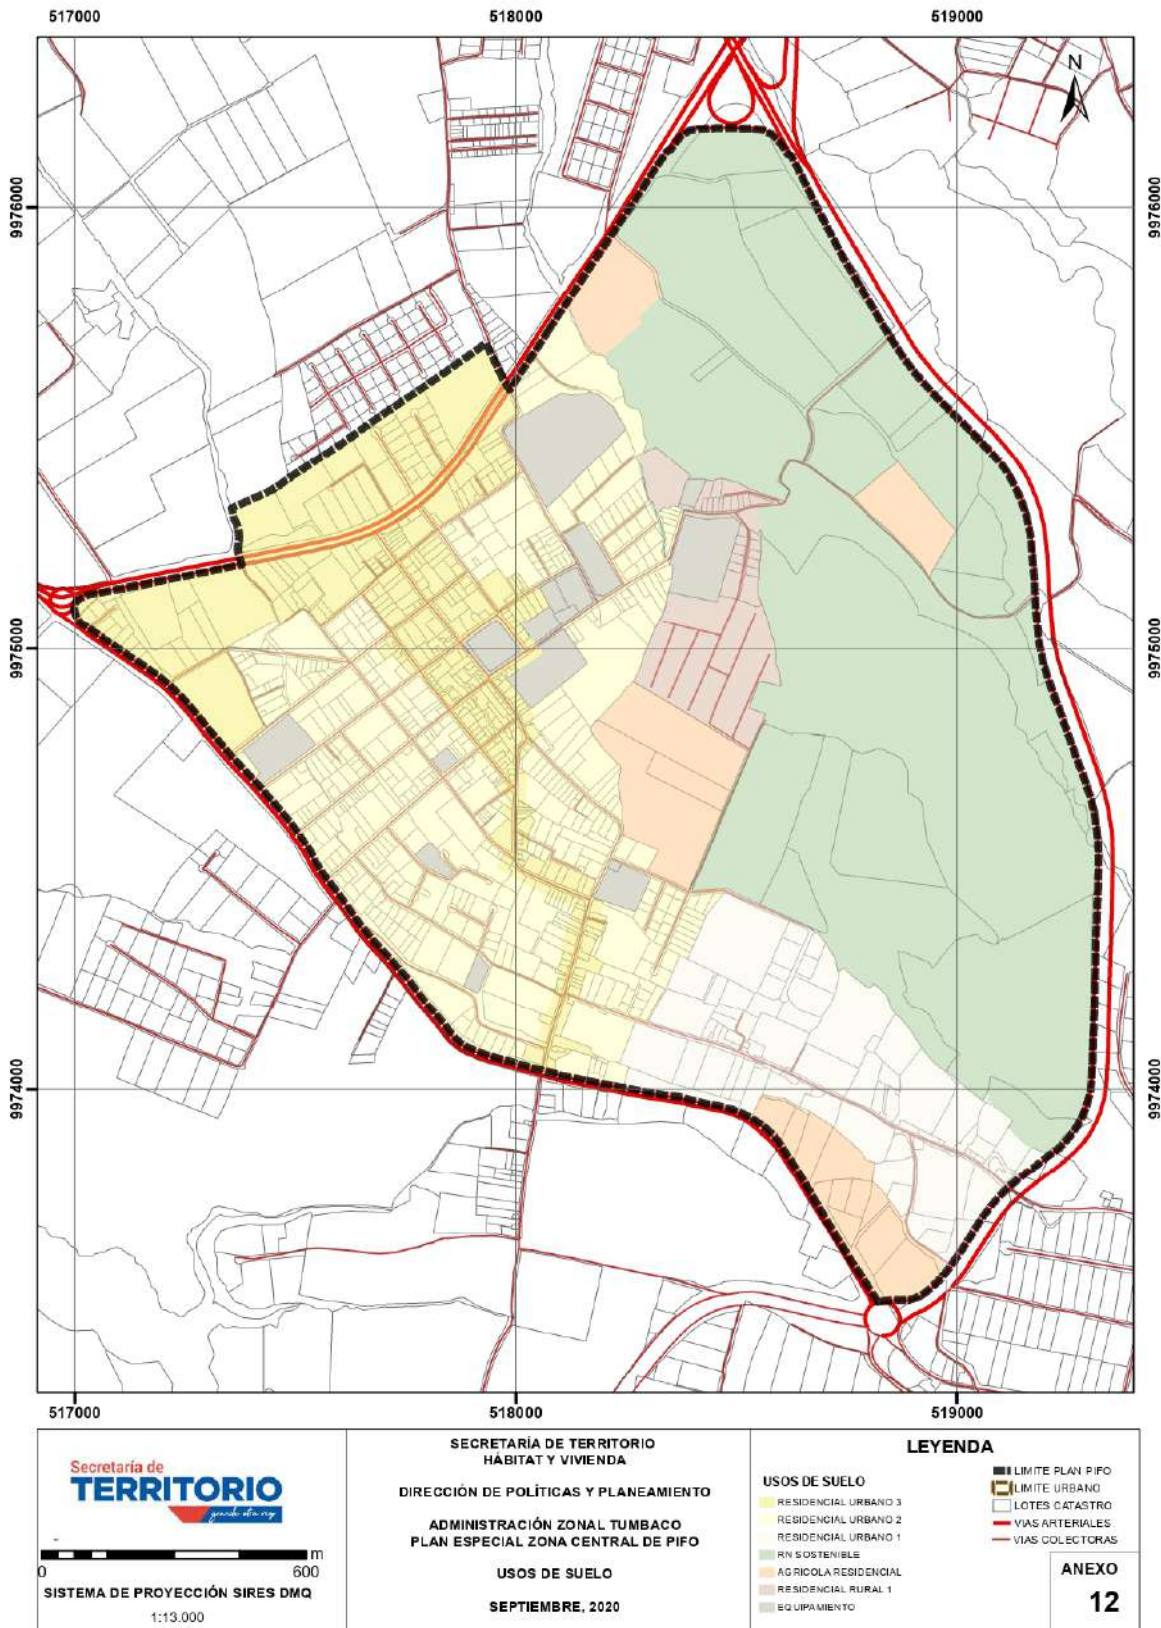 517000
518000
519000
N
9976000
9976000
9975000
9975000
9974000
9974000
517000
518000
519000
Secretaría de
TERRITORIO
grande otra vez
m
0
600
SISTEMA DE PROYECCIÓN SIRES DMQ
1:13.000
SECRETARÍA DE TERRITORIO
HÁBITAT Y VIVIENDA
DIRECCIÓN DE POLÍTICAS Y PLANEAMIENTO
ADMINISTRACIÓN ZONAL TUMBACO
PLAN ESPECIAL ZONA CENTRAL DE PIFO
USOS DE SUELO
SEPTIEMBRE, 2020
LEYENDA
USOS DE SUELO
RESIDENCIAL URBANO 3
RESIDENCIAL URBANO 2
RESIDENCIAL URBANO 1
RN SOSTENIBLE
AGRICOLA RESIDENCIAL
RESIDENCIAL RURAL 1
EQUIPAMIENTO
LIMITE PLAN PIFO
LIMITE URBANO
LOTES CATASTRO
VIAS ARTERIALES
VIAS COLECTORAS
ANEXO
12